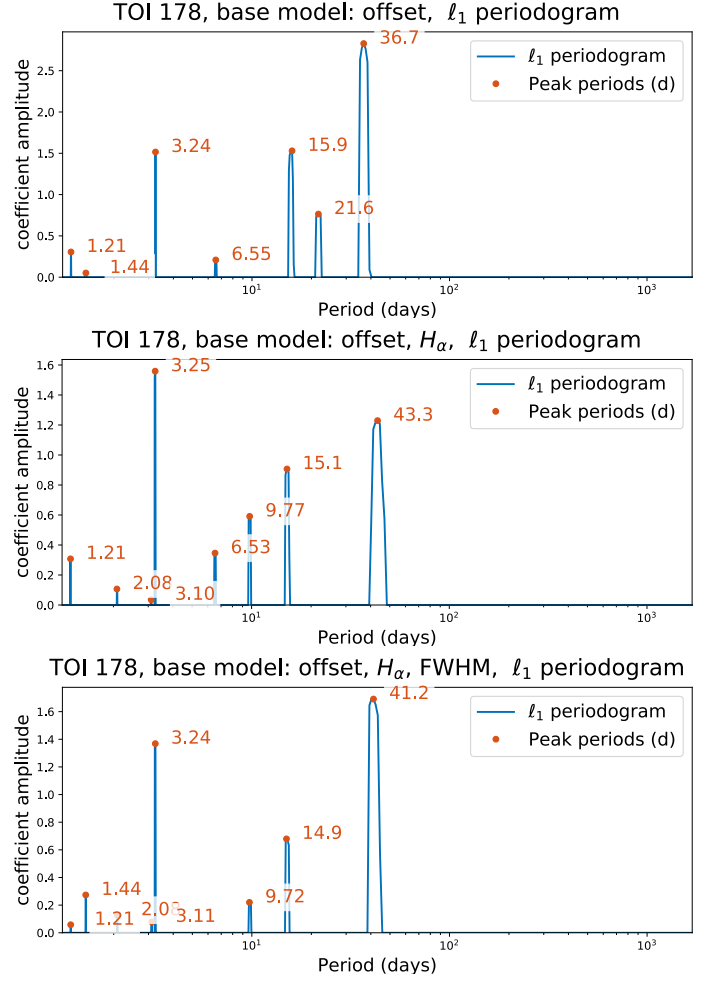 TOI 178, base model: offset, ℓ₁ periodogram
36.7
ℓ₁ periodogram
Peak periods (d)
2.5
2.0
3.24
15.9
1.5
coefficient amplitude
1.0
21.6
0.5
1.21
6.55
1.44
0.0
10¹ 10² 10³
Period (days)
TOI 178, base model: offset, Hα, ℓ₁ periodogram
3.25
1.6
ℓ₁ periodogram
Peak periods (d)
1.4
43.3
1.2
1.0
15.1
coefficient amplitude
0.8
9.77
0.6
6.53
0.4
1.21
2.08
3.10
0.2
0.0
10¹ 10² 10³
Period (days)
TOI 178, base model: offset, Hα, FWHM, ℓ₁ periodogram
41.2
1.6
ℓ₁ periodogram
Peak periods (d)
1.4
3.24
1.2
1.0
coefficient amplitude
0.8
14.9
0.6
0.4
1.44
9.72
0.2
1.21
2.08
3.11
0.0
10¹ 10² 10³
Period (days)